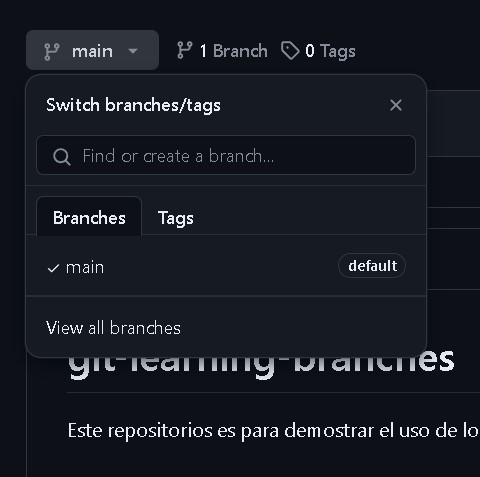 main
1 Branch
0 Tags
Switch branches/tags
Find or create a branch...
Branches
Tags
main
default
View all branches
git-learning-branches
Este repositorios es para demostrar el uso de lo